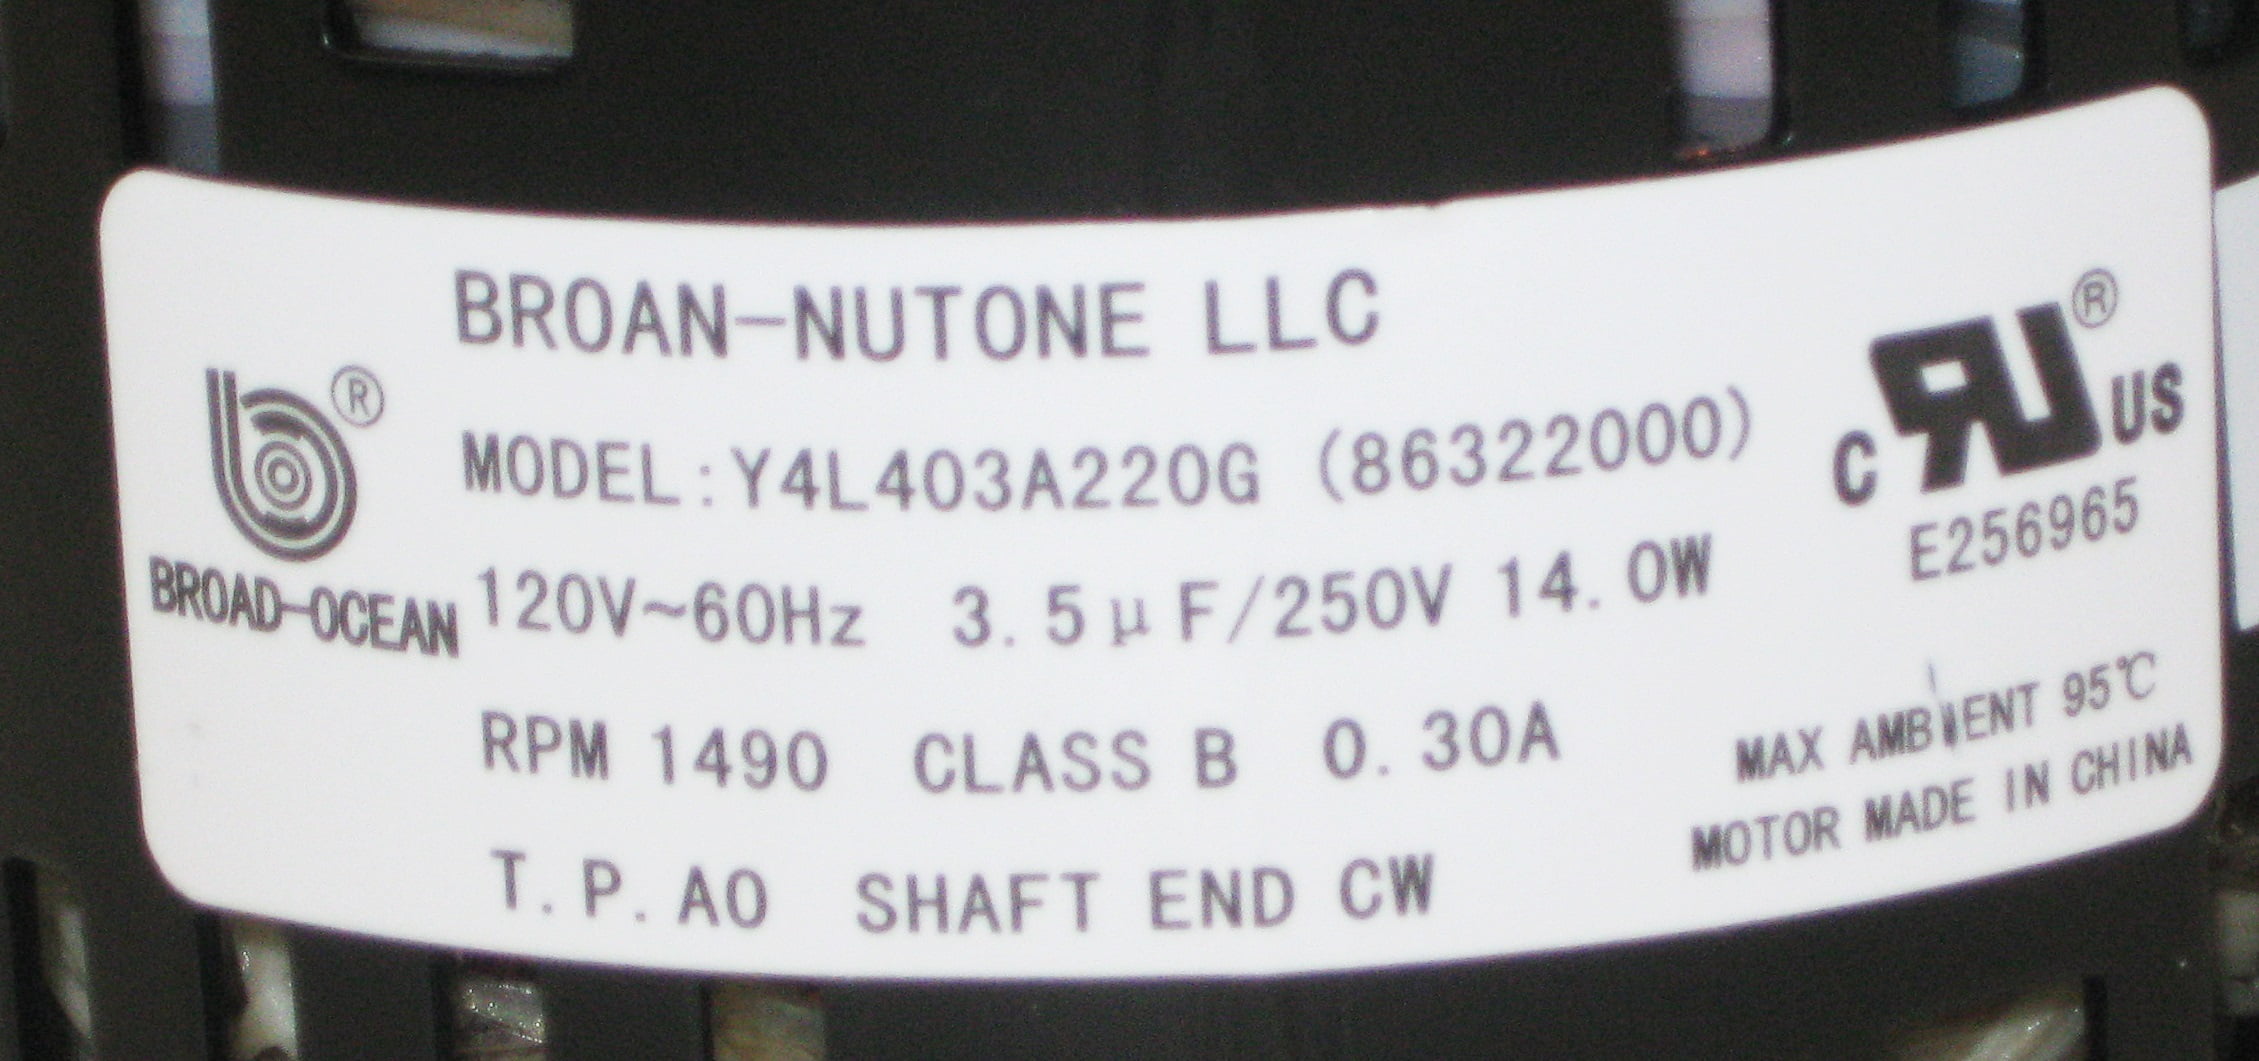 BROAN-NUTONE LLC
MODEL:Y4L403A220G (86322000)
120V~60Hz 3.5μF/250V 14.0W
RPM 1490 CLASS B 0.30A
T.P.AO SHAFT END CW
®
BROAD-OCEAN
®
C RU US
E256965
MAX AMBIENT 95℃
MOTOR MADE IN CHINA